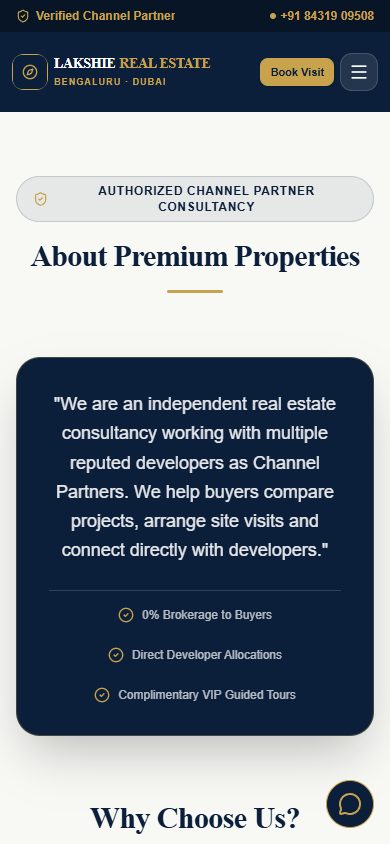 Verified Channel Partner
+91 84319 09508
LAKSHIE REAL ESTATE
BENGALURU · DUBAI
Book Visit
AUTHORIZED CHANNEL PARTNER
CONSULTANCY
About Premium Properties
"We are an independent real estate
consultancy working with multiple
reputed developers as Channel
Partners. We help buyers compare
projects, arrange site visits and
connect directly with developers."
0% Brokerage to Buyers
Direct Developer Allocations
Complimentary VIP Guided Tours
Why Choose Us?